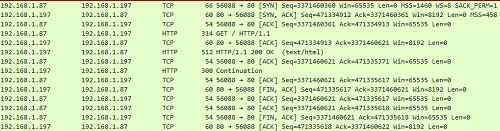 192.168.1.87 192.168.1.197 TCP 66 56088 → 80 [SYN] Seq=3371460360 Win=65535 Len=0 MSS=1460 WS=8 SACK_PERM=1
192.168.1.197 192.168.1.87 TCP 60 80 → 56088 [SYN, ACK] Seq=471334912 Ack=3371460361 Win=8192 Len=0 MSS=458
192.168.1.87 192.168.1.197 TCP 54 56088 → 80 [ACK] Seq=3371460361 Ack=471334913 Win=65535 Len=0
192.168.1.87 192.168.1.197 HTTP 314 GET / HTTP/1.1
192.168.1.197 192.168.1.87 TCP 60 80 → 56088 [ACK] Seq=471334913 Ack=3371460621 Win=8192 Len=0
192.168.1.197 192.168.1.87 HTTP 512 HTTP/1.1 200 OK (text/html)
192.168.1.87 192.168.1.197 TCP 54 56088 → 80 [ACK] Seq=3371460621 Ack=471335371 Win=65535 Len=0
192.168.1.197 192.168.1.87 HTTP 300 Continuation
192.168.1.87 192.168.1.197 TCP 54 56088 → 80 [ACK] Seq=3371460621 Ack=471335617 Win=65535 Len=0
192.168.1.197 192.168.1.87 TCP 60 80 → 56088 [FIN, ACK] Seq=471335617 Ack=3371460621 Win=8192 Len=0
192.168.1.87 192.168.1.197 TCP 54 56088 → 80 [ACK] Seq=3371460621 Ack=471335618 Win=65535 Len=0
192.168.1.87 192.168.1.197 TCP 54 56088 → 80 [FIN, ACK] Seq=3371460621 Ack=471335618 Win=65535 Len=0
192.168.1.197 192.168.1.87 TCP 60 80 → 56088 [ACK] Seq=471335618 Ack=3371460622 Win=8192 Len=0